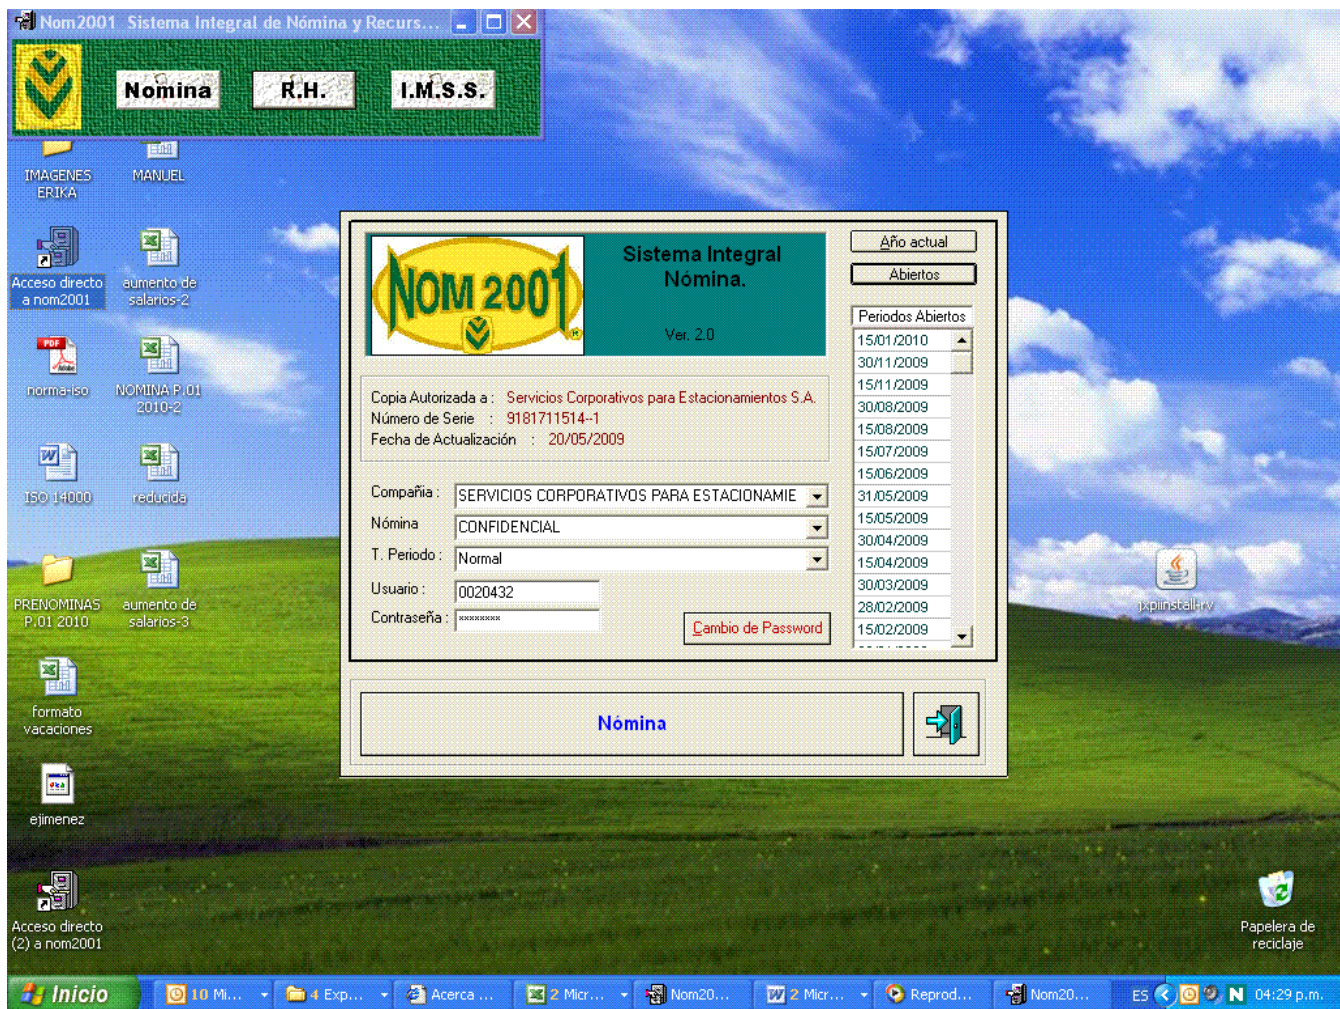 Nom2001 Sistema Integral de Nómina y Recurs...
Nomina
R.H.
I.M.S.S.
IMAGENES
ERIKA
MANUEL
Acceso directo
a nom2001
aumento de
salarios-2
PDF
Adobe
norma-iso
NOMINA P.01
2010-2
ISO 14000
reducida
PRENOMINAS
P.01 2010
aumento de
salarios-3
formato
vacaciones
ejimenez
Acceso directo
(2) a nom2001
NOM 2001
Sistema Integral
Nómina.
Ver. 2.0
Copia Autorizada a : Servicios Corporativos para Estacionamientos S.A.
Número de Serie : 9181711514--1
Fecha de Actualización : 20/05/2009
Compañia : SERVICIOS CORPORATIVOS PARA ESTACIONAMIE
Nómina CONFIDENCIAL
T. Periodo : Normal
Usuario : 0020432
Contraseña : ××××××××
Cambio de Password
Año actual
Abiertos
Periodos Abiertos
15/01/2010
30/11/2009
15/11/2009
30/08/2009
15/08/2009
15/07/2009
15/06/2009
31/05/2009
15/05/2009
30/04/2009
15/04/2009
30/03/2009
28/02/2009
15/02/2009
Nómina
jxpiinstall-rv
Papelera de
reciclaje
Inicio
10 Mi...
4 Exp...
Acerca ...
2 Micr...
Nom20...
2 Micr...
Reprod...
Nom20...
ES
N
04:29 p.m.